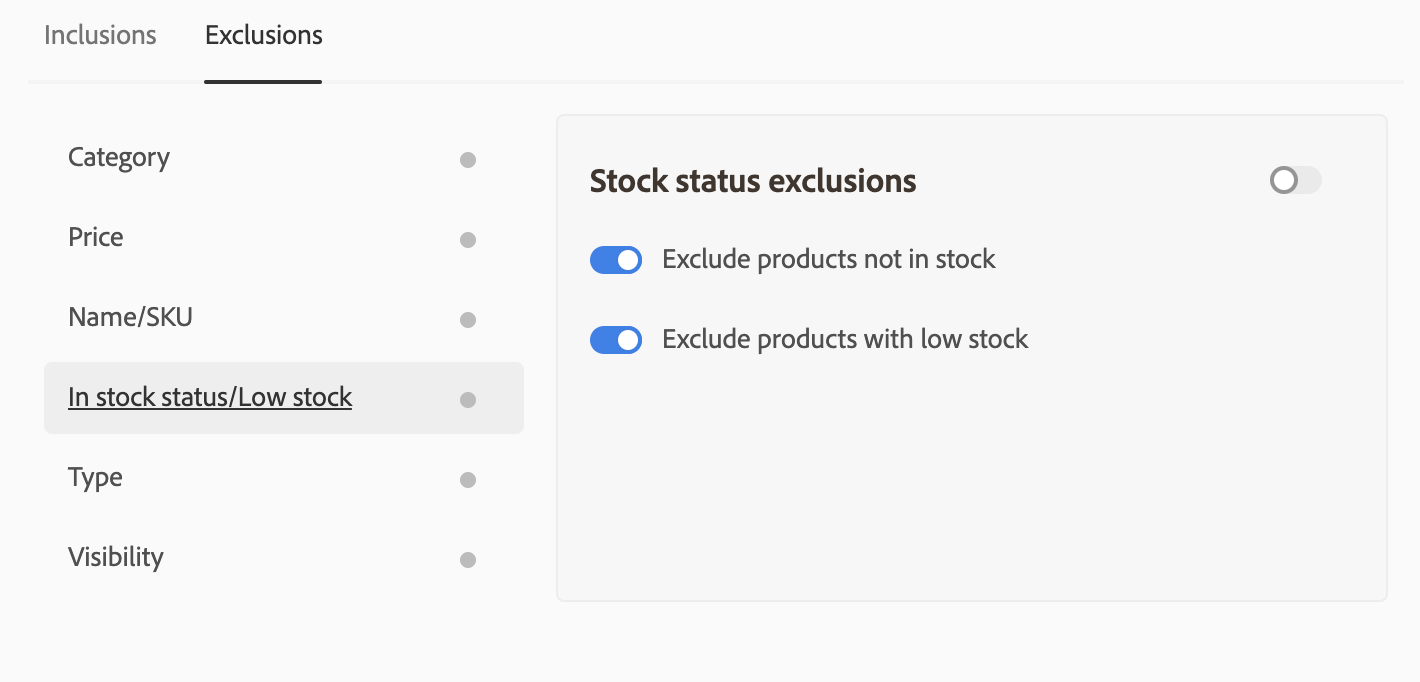 Inclusions
Exclusions
Category
Price
Name/SKU
In stock status/Low stock
Type
Visibility
Stock status exclusions
Exclude products not in stock
Exclude products with low stock